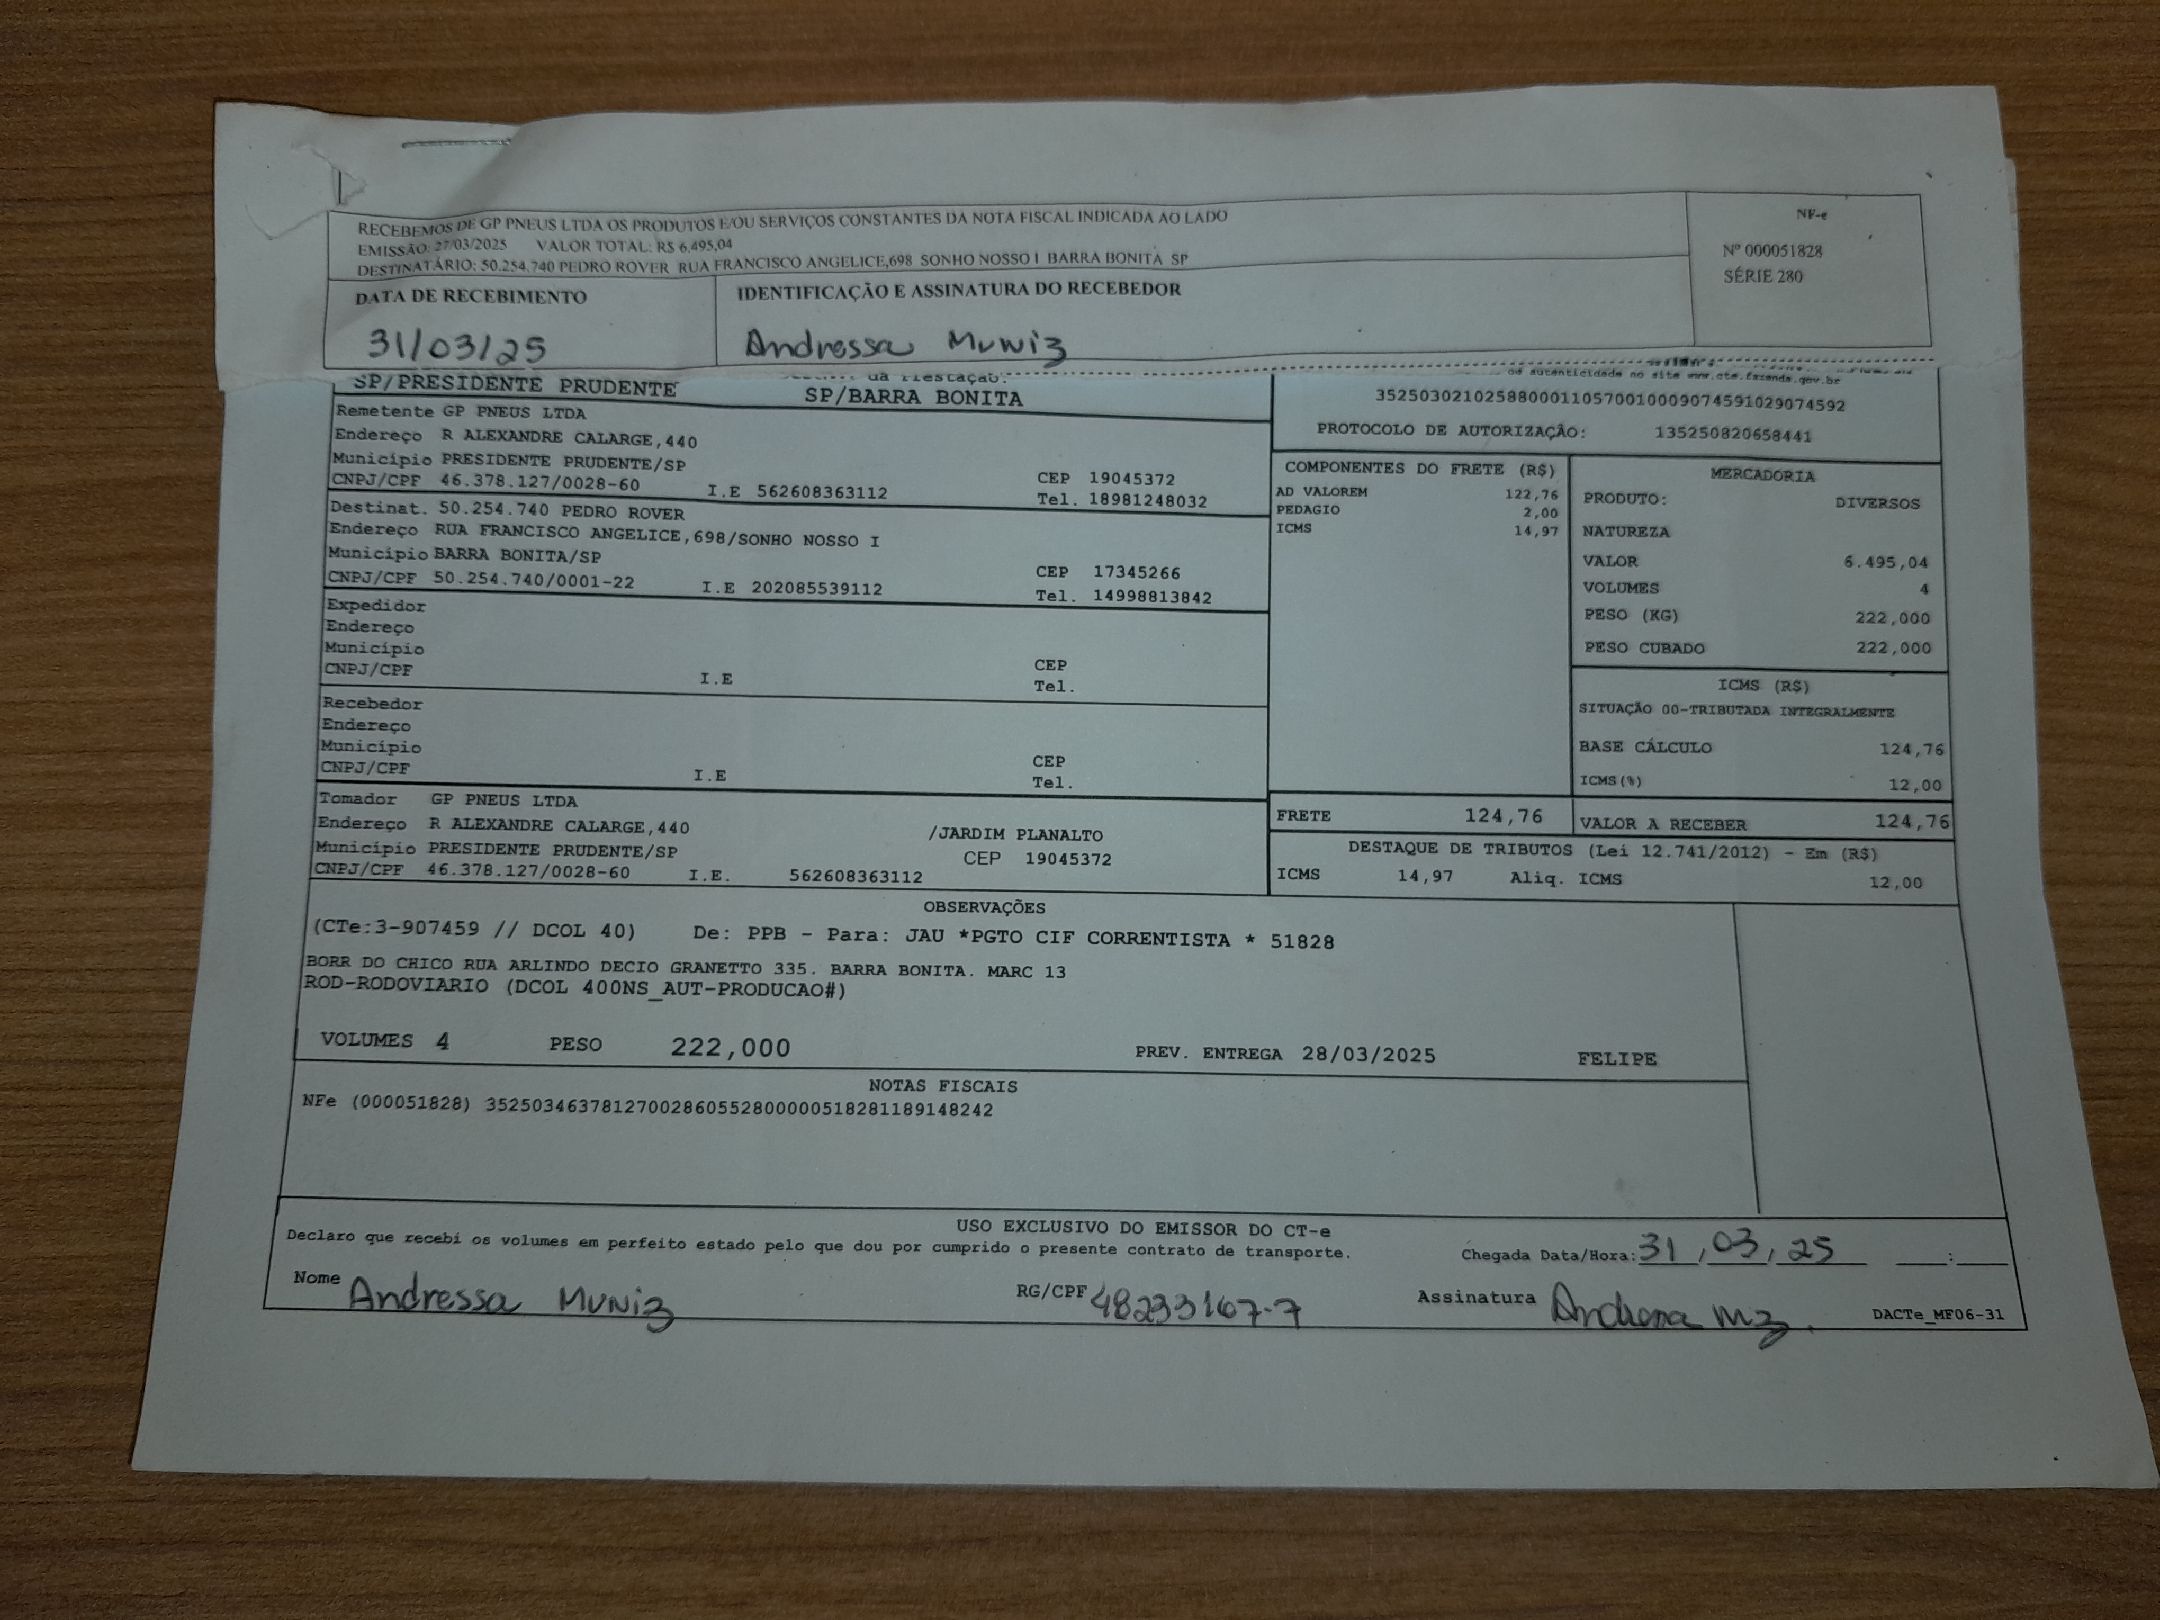 RECEBEMOS DE GP PNEUS LTDA OS PRODUTOS E/OU SERVIÇOS CONSTANTES DA NOTA FISCAL INDICADA AO LADO
EMISSÃO: 27/03/2025 VALOR TOTAL: R$ 6.495,04
DESTINATÁRIO: 50.254.740 PEDRO ROVER RUA FRANCISCO ANGELICE,698 SONHO NOSSO I BARRA BONITA SP
NF-e
Nº 000051828
SÉRIE 280
DATA DE RECEBIMENTO
31/03/25
IDENTIFICAÇÃO E ASSINATURA DO RECEBEDOR
Andressa Muniz
da Prestação:
SP/PRESIDENTE PRUDENTE
SP/BARRA BONITA
de autenticidade no site www.cte.fazenda.gov.br
35250302102588000110570010009074591029074592
PROTOCOLO DE AUTORIZAÇÃO: 135250820658441
Remetente GP PNEUS LTDA
Endereço R ALEXANDRE CALARGE,440
Município PRESIDENTE PRUDENTE/SP CEP 19045372
CNPJ/CPF 46.378.127/0028-60 I.E 562608363112 Tel. 18981248032
Destinat. 50.254.740 PEDRO ROVER
Endereço RUA FRANCISCO ANGELICE,698/SONHO NOSSO I
Município BARRA BONITA/SP CEP 17345266
CNPJ/CPF 50.254.740/0001-22 I.E 202085539112 Tel. 14998813842
Expedidor
Endereço
Município CEP
CNPJ/CPF I.E Tel.
Recebedor
Endereço
Município CEP
CNPJ/CPF I.E Tel.
Tomador GP PNEUS LTDA
Endereço R ALEXANDRE CALARGE,440 /JARDIM PLANALTO
Município PRESIDENTE PRUDENTE/SP CEP 19045372
CNPJ/CPF 46.378.127/0028-60 I.E. 562608363112
COMPONENTES DO FRETE (R$)
AD VALOREM 122,76
PEDAGIO 2,00
ICMS 14,97
MERCADORIA
PRODUTO: DIVERSOS
NATUREZA
VALOR 6.495,04
VOLUMES 4
PESO (KG) 222,000
PESO CUBADO 222,000
ICMS (R$)
SITUAÇÃO 00-TRIBUTADA INTEGRALMENTE
BASE CÁLCULO 124,76
ICMS(%) 12,00
FRETE 124,76
VALOR A RECEBER 124,76
DESTAQUE DE TRIBUTOS (Lei 12.741/2012) - Em (R$)
ICMS 14,97 Aliq. ICMS 12,00
OBSERVAÇÕES
(CTe:3-907459 // DCOL 40) De: PPB - Para: JAU *PGTO CIF CORRENTISTA * 51828
BORR DO CHICO RUA ARLINDO DECIO GRANETTO 335. BARRA BONITA. MARC 13
ROD-RODOVIARIO (DCOL 400NS_AUT-PRODUCAO#)
VOLUMES 4 PESO 222,000 PREV. ENTREGA 28/03/2025 FELIPE
NOTAS FISCAIS
NFe (000051828) 35250346378127002860552800000518281189148242
USO EXCLUSIVO DO EMISSOR DO CT-e
Declaro que recebi os volumes em perfeito estado pelo que dou por cumprido o presente contrato de transporte.
Chegada Data/Hora: 31,03,25 :
Nome Andressa Muniz RG/CPF 48233167-7 Assinatura
DACTe_MF06-31